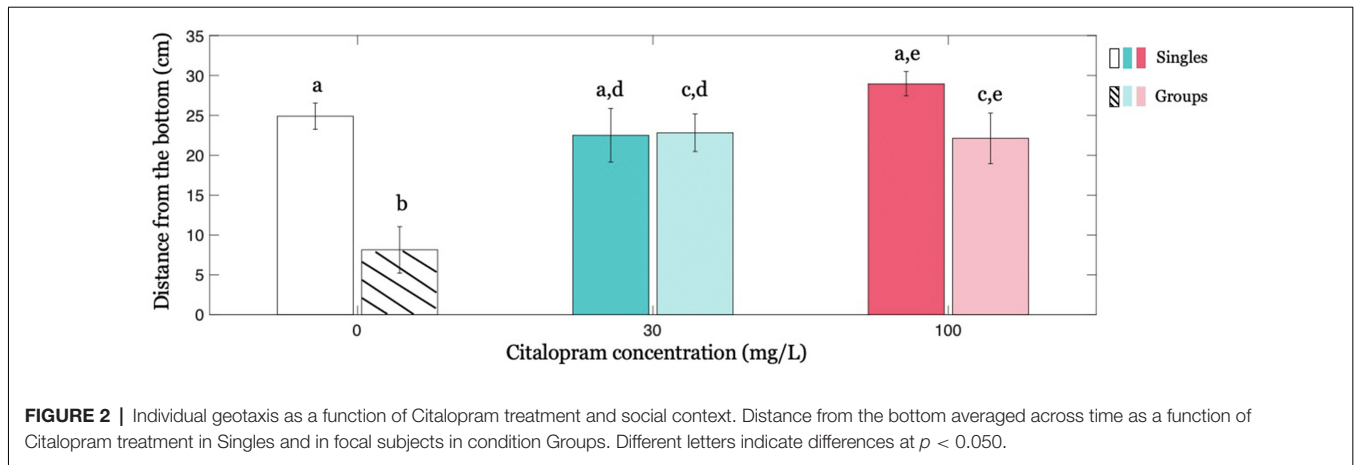 35
30
25
20
15
10
5
0
Distance from the bottom (cm)
a
b
a,d
c,d
a,e
c,e
Singles
Groups
0 30 100
Citalopram concentration (mg/L)
FIGURE 2 | Individual geotaxis as a function of Citalopram treatment and social context. Distance from the bottom averaged across time as a function of
Citalopram treatment in Singles and in focal subjects in condition Groups. Different letters indicate differences at p < 0.050.